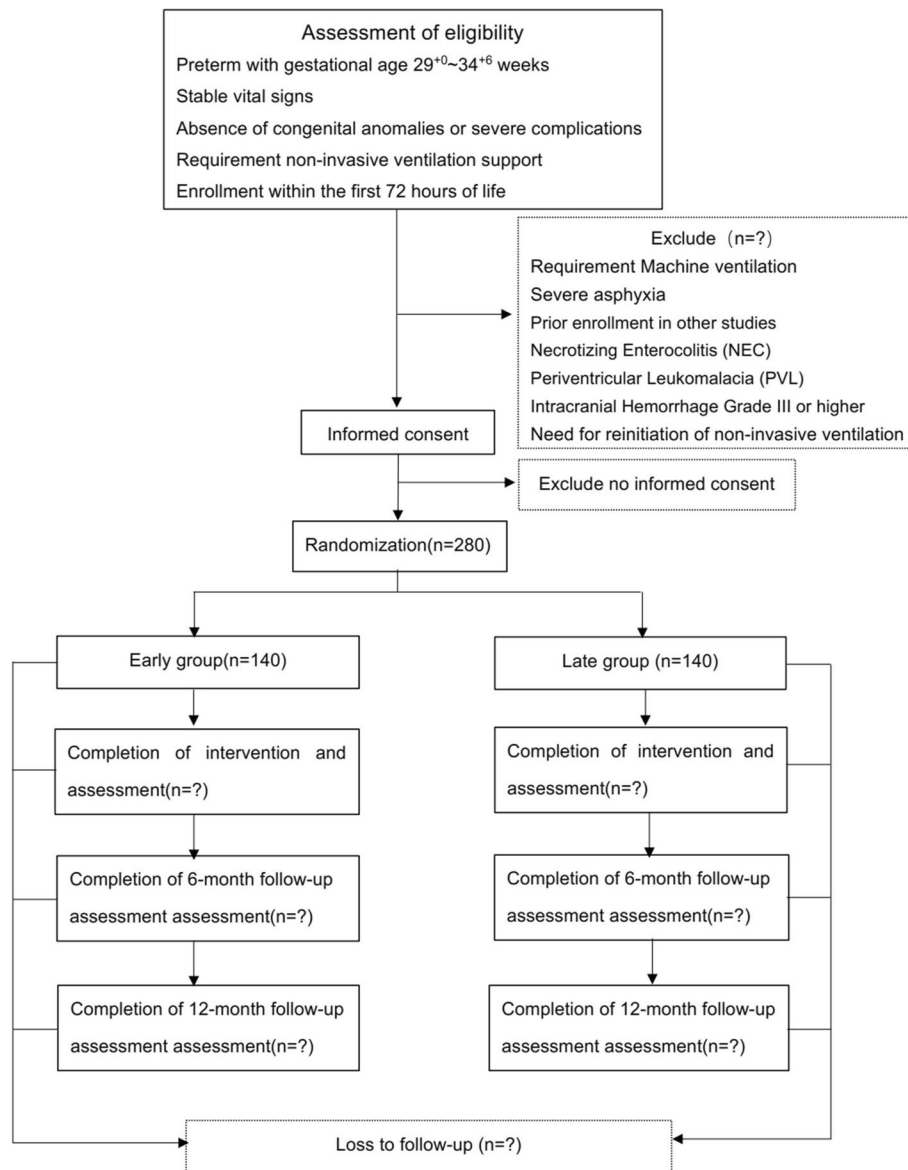 Assessment of eligibility
Preterm with gestational age 29⁺⁰~34⁺⁶ weeks
Stable vital signs
Absence of congenital anomalies or severe complications
Requirement non-invasive ventilation support
Enrollment within the first 72 hours of life
Exclude（n=?）
Requirement Machine ventilation
Severe asphyxia
Prior enrollment in other studies
Necrotizing Enterocolitis (NEC)
Periventricular Leukomalacia (PVL)
Intracranial Hemorrhage Grade III or higher
Need for reinitiation of non-invasive ventilation
Informed consent
Exclude no informed consent
Randomization(n=280)
Early group(n=140)
Late group (n=140)
Completion of intervention and
assessment(n=?)
Completion of intervention and
assessment(n=?)
Completion of 6-month follow-up
assessment assessment(n=?)
Completion of 6-month follow-up
assessment assessment(n=?)
Completion of 12-month follow-up
assessment assessment(n=?)
Completion of 12-month follow-up
assessment assessment(n=?)
Loss to follow-up (n=?)